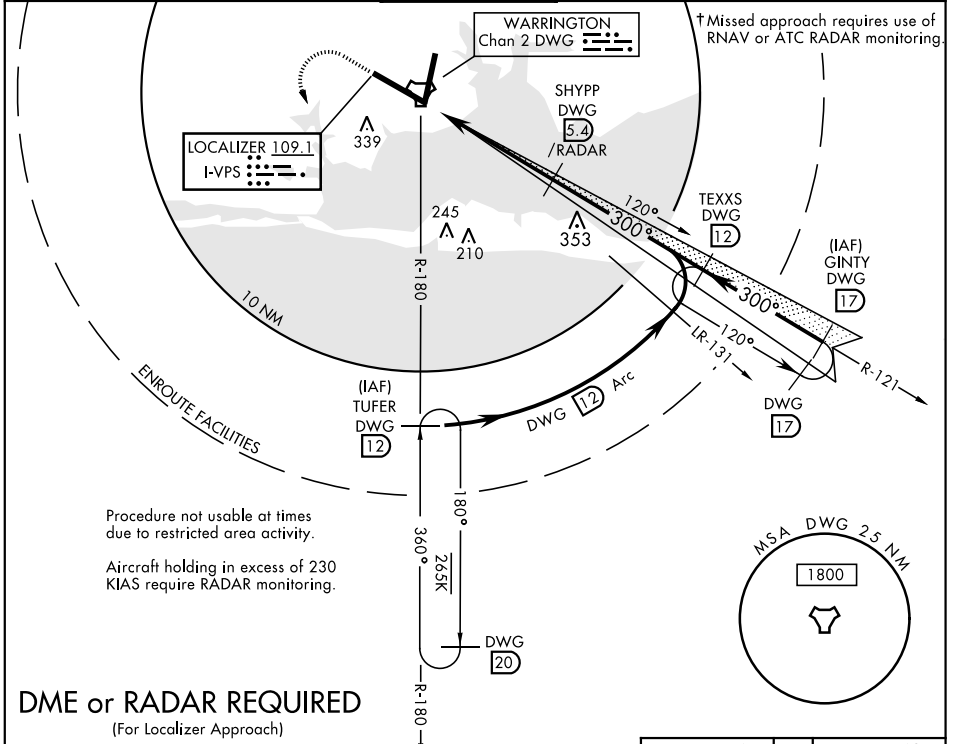 WARRINGTON
Chan 2 DWG
† Missed approach requires use of
RNAV or ATC RADAR monitoring.
SHYPP
DWG
5.4
/RADAR
339
LOCALIZER 109.1
I-VPS
TEXXS
DWG
12
120°
300°
245
210
353
(IAF)
GINTY
DWG
17
R-180
300°
10 NM
120°
LR-131
R-121
ENROUTE FACILITIES
(IAF)
TUFER
DWG
12
DWG 12 Arc
DWG
17
Procedure not usable at times
due to restricted area activity.
Aircraft holding in excess of 230
KIAS require RADAR monitoring.
180°
360°
265K
MSA DWG 25 NM
1800
DWG
20
R-180
DME or RADAR REQUIRED
(For Localizer Approach)